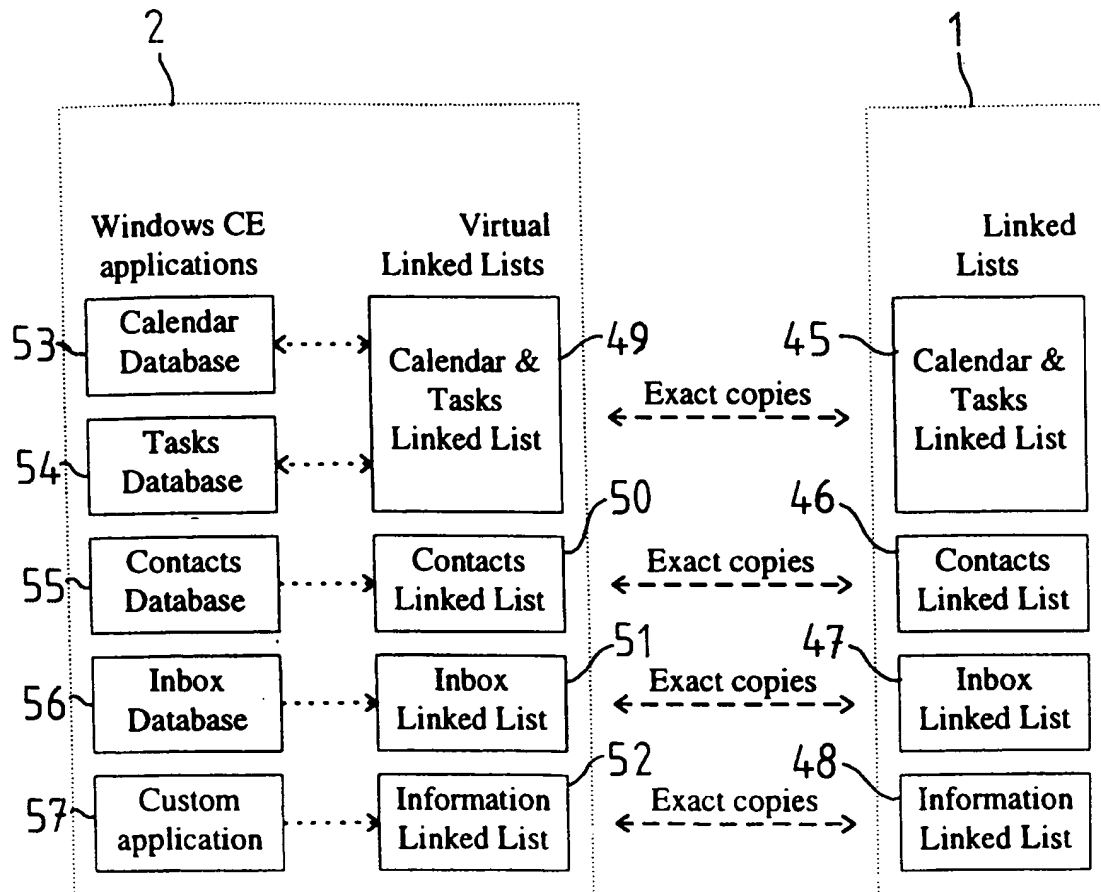 2
1
Windows CE
applications
Virtual
Linked Lists
Linked
Lists
53
Calendar
Database
49
Calendar &
Tasks
Linked List
45
Calendar &
Tasks
Linked List
Exact copies
54
Tasks
Database
55
Contacts
Database
50
Contacts
Linked List
Exact copies
46
Contacts
Linked List
56
Inbox
Database
51
Inbox
Linked List
Exact copies
47
Inbox
Linked List
57
Custom
application
52
Information
Linked List
Exact copies
48
Information
Linked List